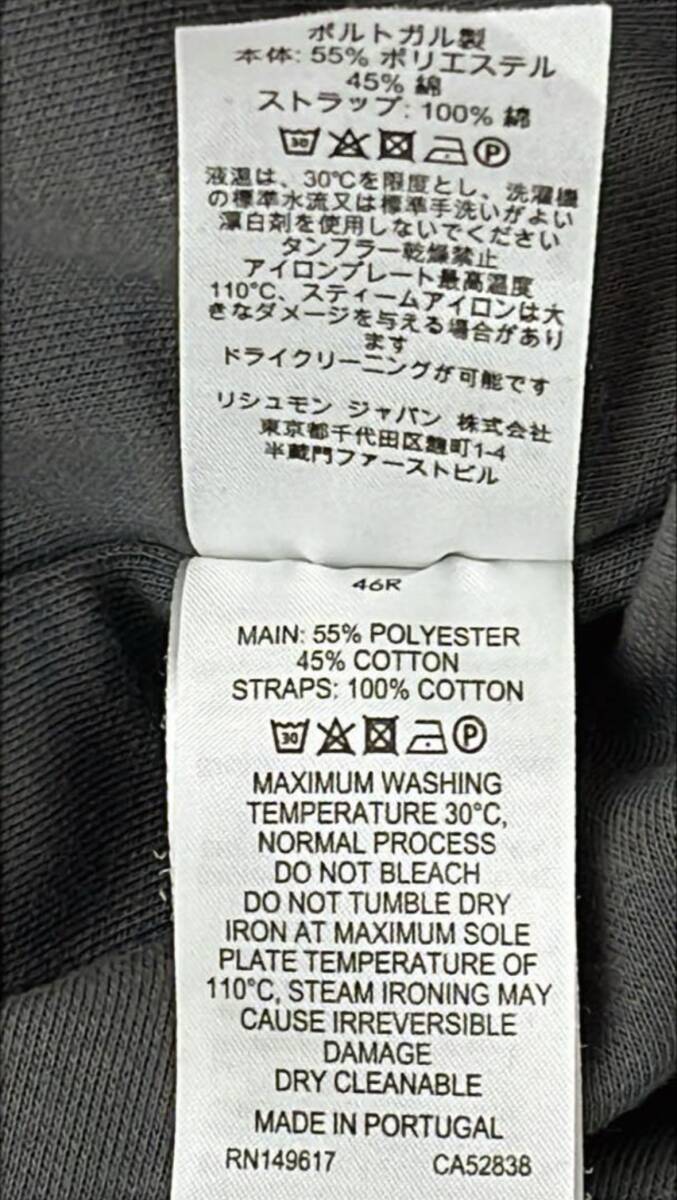 ポルトガル製
本体: 55% ポリエステル
45% 綿
ストラップ: 100% 綿
30 P
液温は、30℃を限度とし、洗濯機
の標準水流又は標準手洗いがよい
漂白剤を使用しないでください
タンブラー乾燥禁止
アイロンプレート最高温度
110°C、スティームアイロンは大
きなダメージを与える場合があり
ます
ドライクリーニングが可能です
リシュモン ジャパン 株式会社
東京都千代田区麹町1-4
半蔵門ファーストビル
46R
MAIN: 55% POLYESTER
45% COTTON
STRAPS: 100% COTTON
30 P
MAXIMUM WASHING
TEMPERATURE 30°C,
NORMAL PROCESS
DO NOT BLEACH
DO NOT TUMBLE DRY
IRON AT MAXIMUM SOLE
PLATE TEMPERATURE OF
110°C, STEAM IRONING MAY
CAUSE IRREVERSIBLE
DAMAGE
DRY CLEANABLE
MADE IN PORTUGAL
RN149617 CA52838